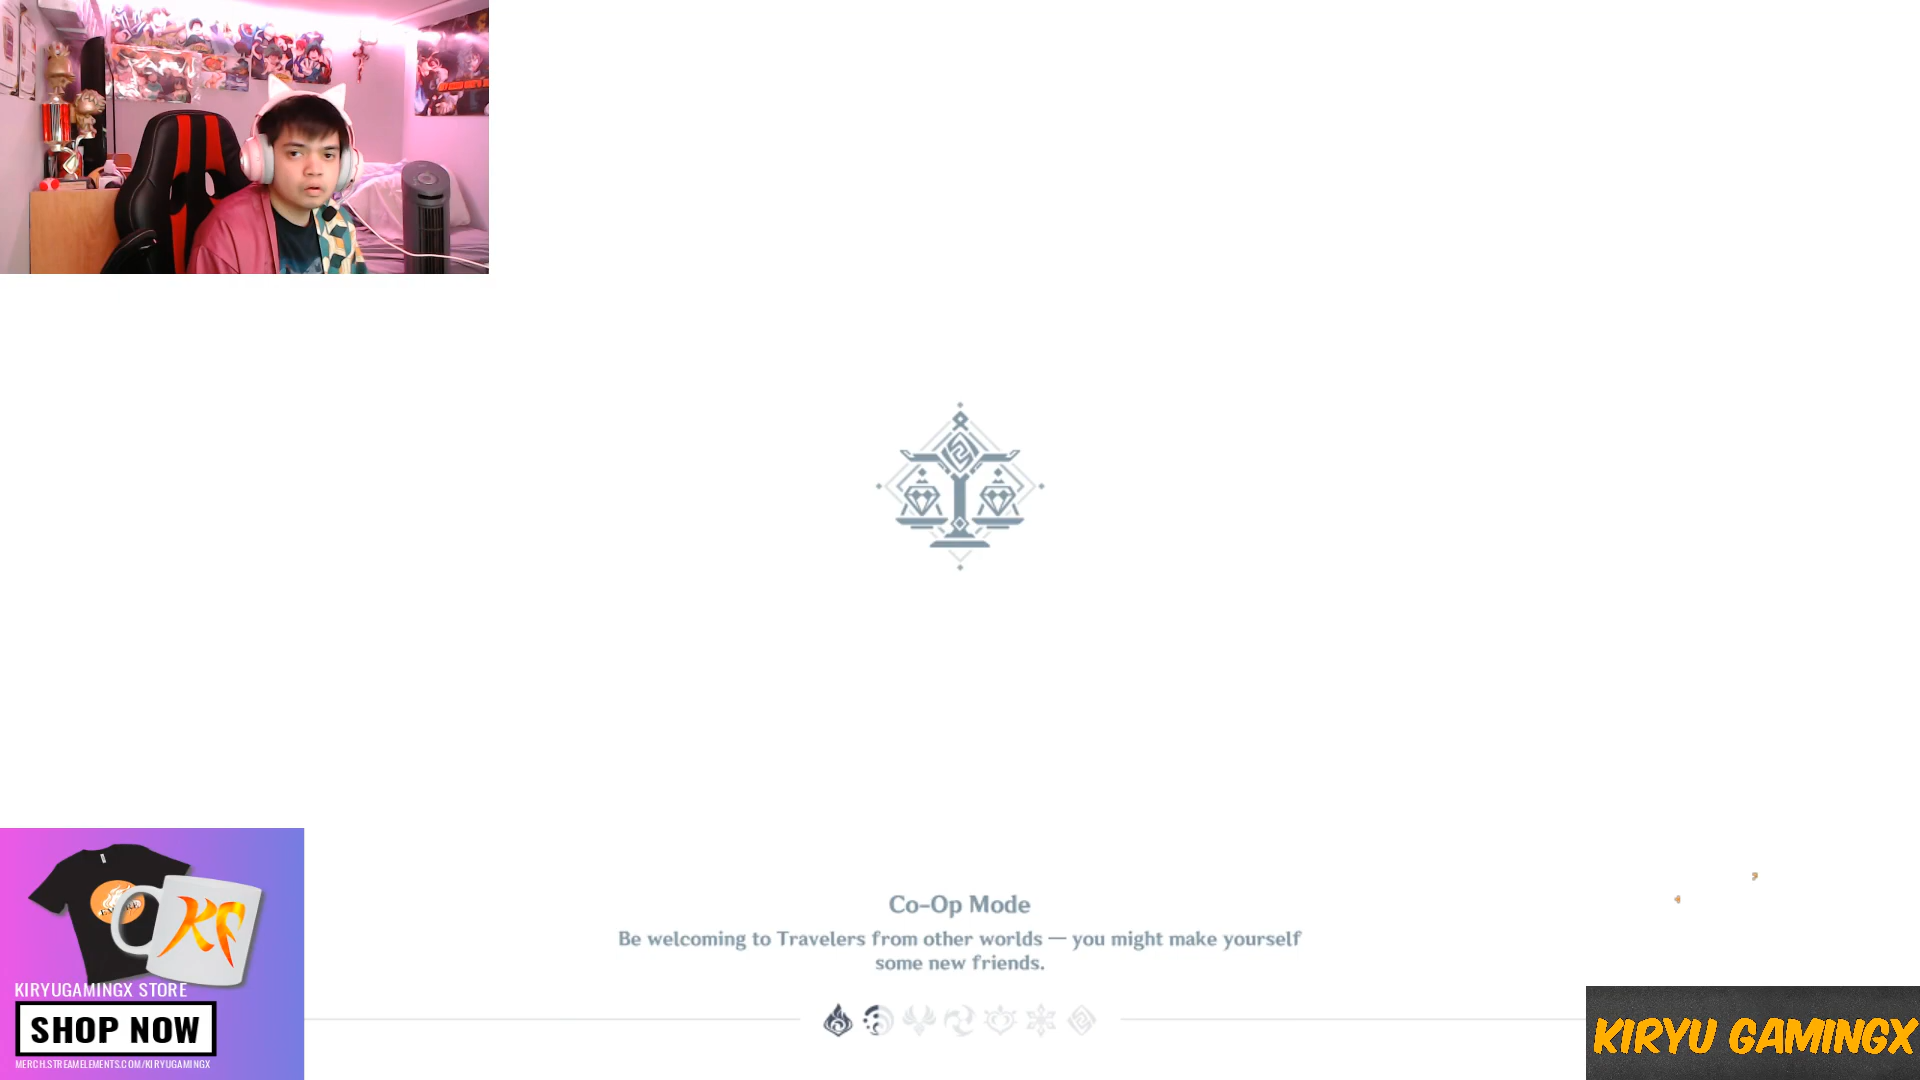 Co-Op Mode
Be welcoming to Travelers from other worlds — you might make yourself
some new friends.
KF
KIRYUGAMINGX STORE
SHOP NOW
MERCH.STREAMELEMENTS.COM/KIRYUGAMINGX
KIRYU GAMINGX